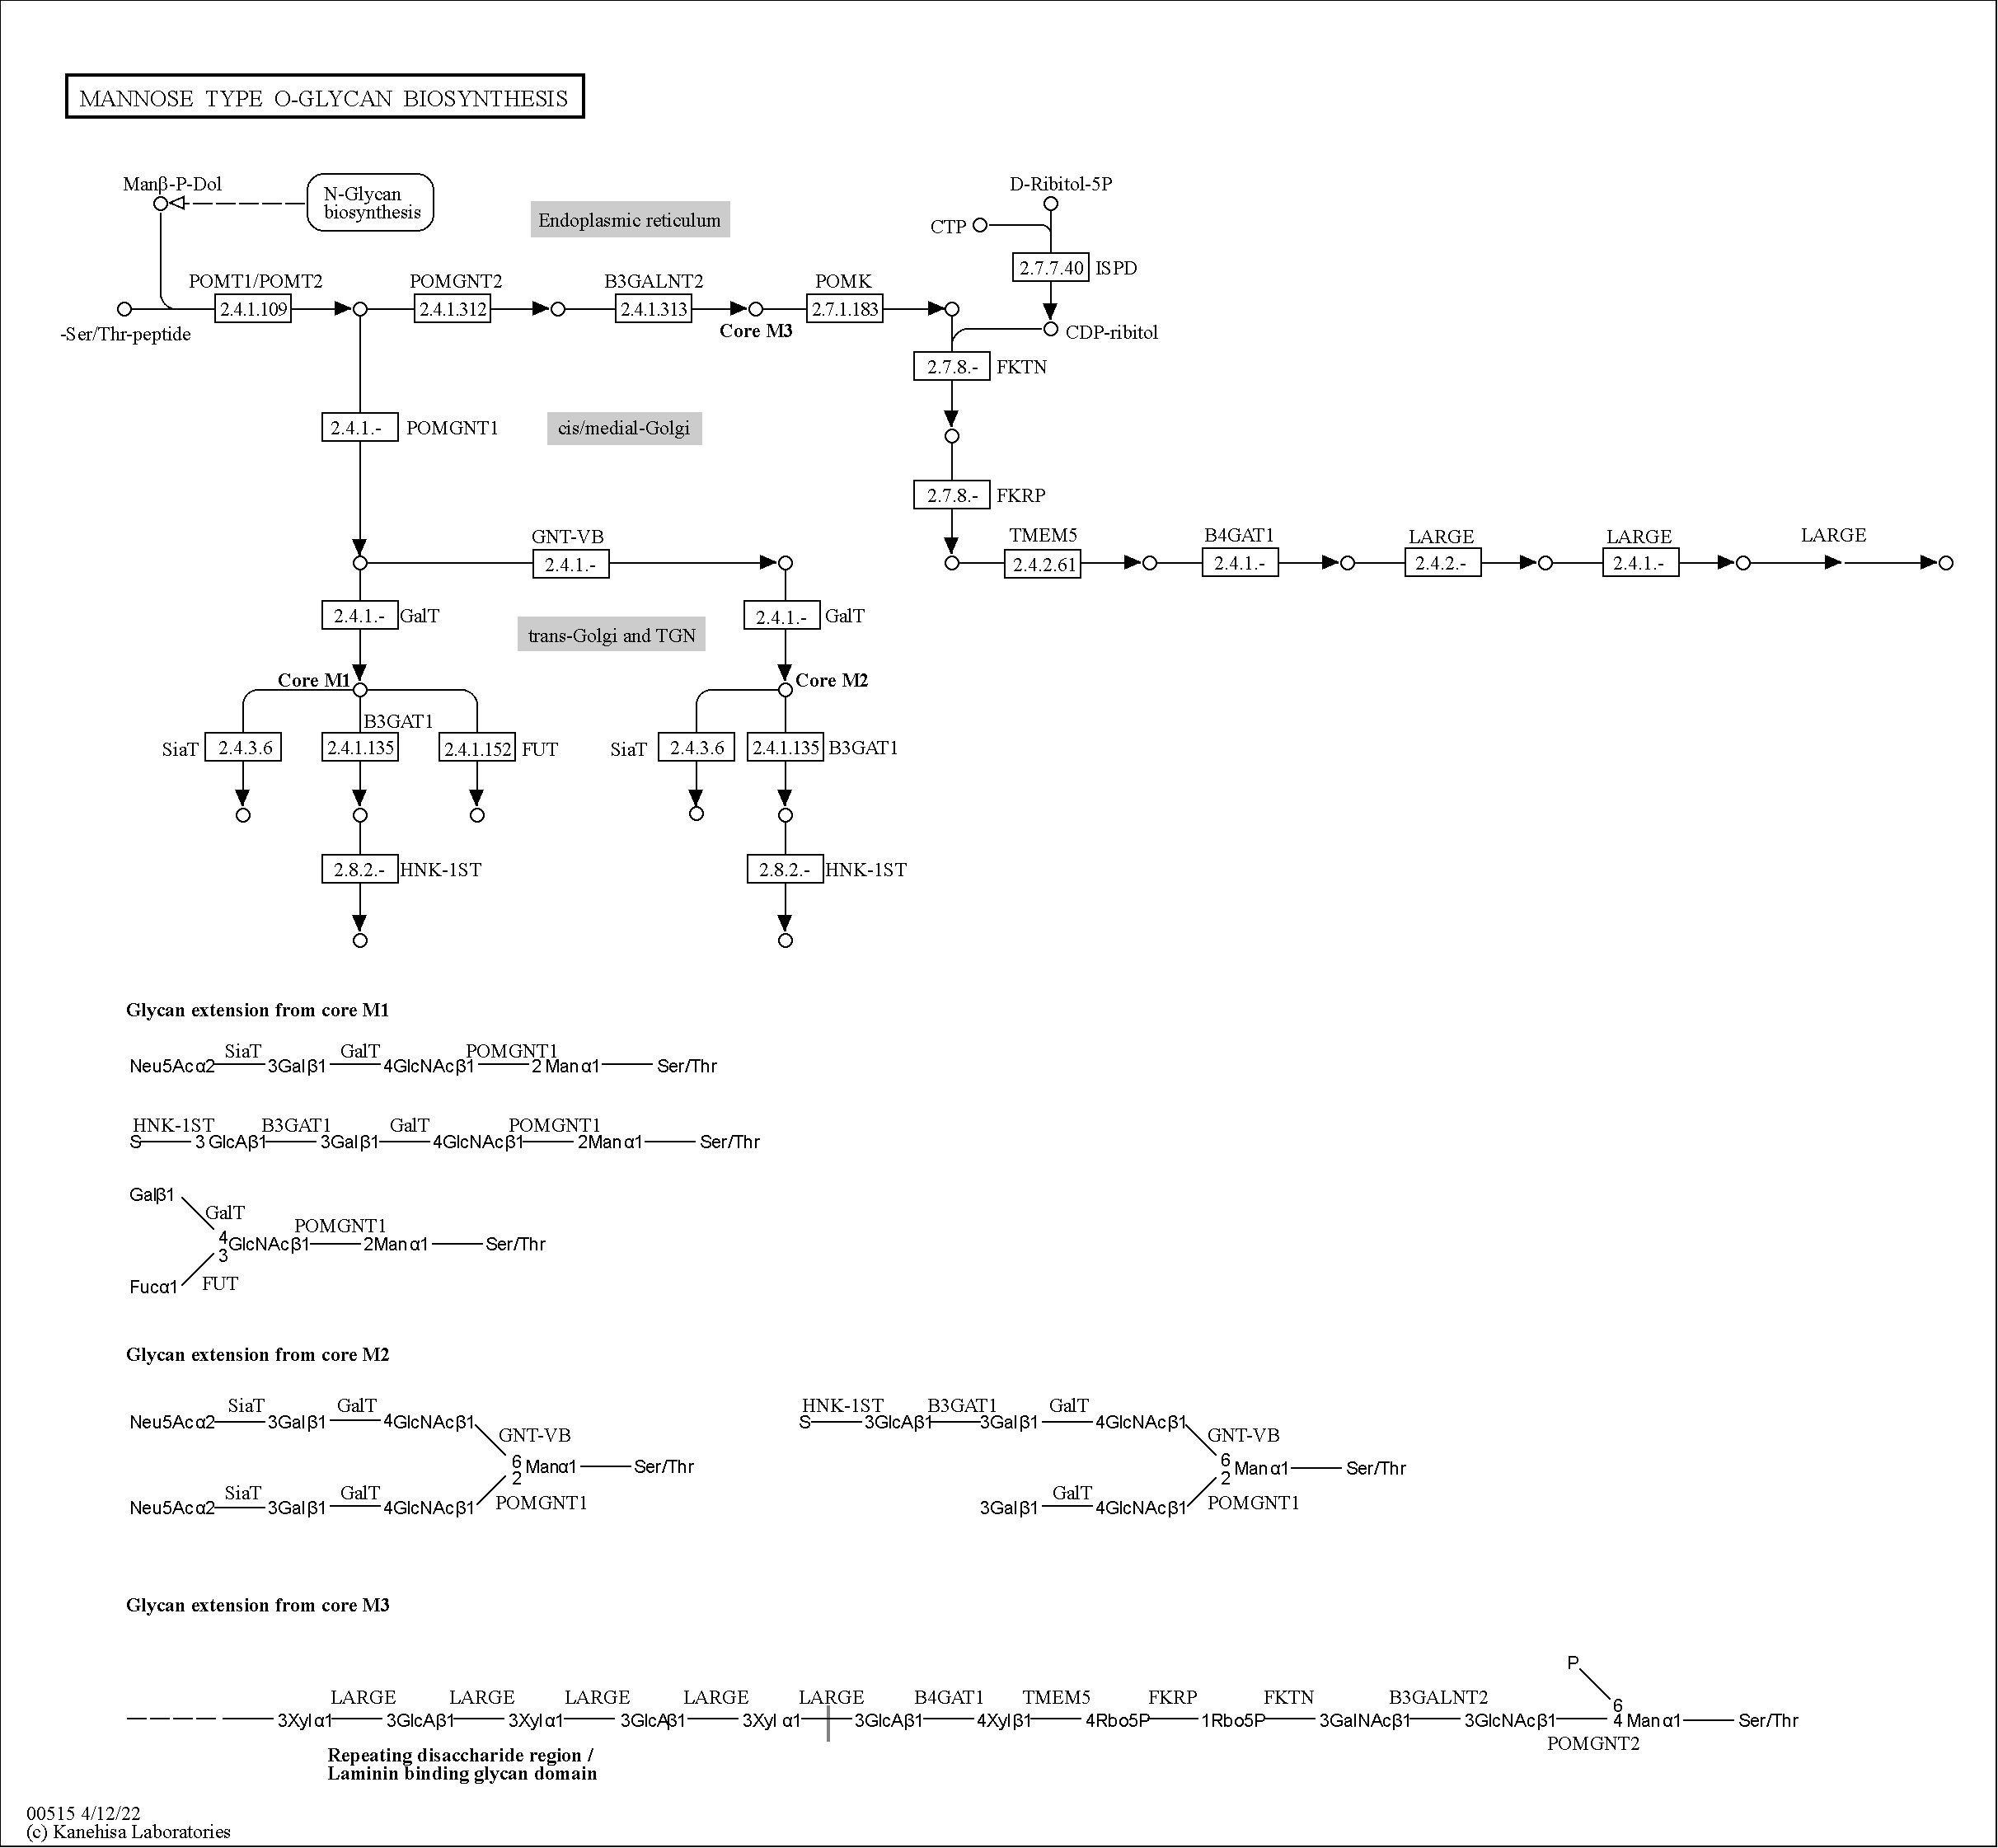 MANNOSE TYPE O-GLYCAN BIOSYNTHESIS
Manβ-P-Dol
N-Glycan
biosynthesis
Endoplasmic reticulum
D-Ribitol-5P
CTP
2.7.7.40 ISPD
POMT1/POMT2 POMGNT2 B3GALNT2 POMK
2.4.1.109 2.4.1.312 2.4.1.313 2.7.1.183
-Ser/Thr-peptide
Core M3
CDP-ribitol
2.7.8.- FKTN
2.4.1.- POMGNT1
cis/medial-Golgi
2.7.8.- FKRP
GNT-VB TMEM5 B4GAT1 LARGE LARGE LARGE
2.4.1.- 2.4.2.61 2.4.1.- 2.4.2.- 2.4.1.-
2.4.1.- GalT
trans-Golgi and TGN
2.4.1.- GalT
Core M1 Core M2
B3GAT1
SiaT 2.4.3.6 2.4.1.135 2.4.1.152 FUT SiaT 2.4.3.6 2.4.1.135 B3GAT1
2.8.2.- HNK-1ST 2.8.2.- HNK-1ST
Glycan extension from core M1
SiaT GalT POMGNT1
Neu5Acα2 3Galβ1 4GlcNAcβ1 2Manα1 Ser/Thr
HNK-1ST B3GAT1 GalT POMGNT1
S 3GlcAβ1 3Galβ1 4GlcNAcβ1 2Manα1 Ser/Thr
Galβ1
GalT
POMGNT1
4
GlcNAcβ1 2Manα1 Ser/Thr
3
Fucα1 FUT
Glycan extension from core M2
SiaT GalT
Neu5Acα2 3Galβ1 4GlcNAcβ1
GNT-VB
6
Manα1 Ser/Thr
2
SiaT GalT
POMGNT1
Neu5Acα2 3Galβ1 4GlcNAcβ1
HNK-1ST B3GAT1 GalT
S 3GlcAβ1 3Galβ1 4GlcNAcβ1
GNT-VB
6
Manα1 Ser/Thr
2
GalT
POMGNT1
3Galβ1 4GlcNAcβ1
Glycan extension from core M3
P
LARGE LARGE LARGE LARGE LARGE B4GAT1 TMEM5 FKRP FKTN B3GALNT2
6
3Xylα1 3GlcAβ1 3Xylα1 3GlcAβ1 3Xylα1 3GlcAβ1 4Xylβ1 4Rbo5P 1Rbo5P 3GalNAcβ1 3GlcNAcβ1 4Manα1 Ser/Thr
POMGNT2
Repeating disaccharide region /
Laminin binding glycan domain
00515 4/12/22
(c) Kanehisa Laboratories